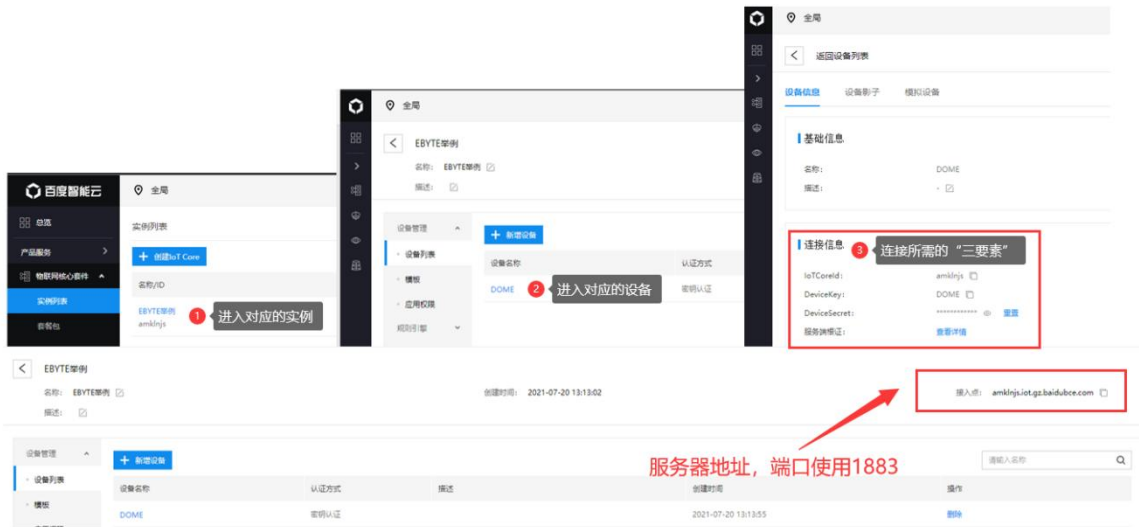 百度智能云
全局
总览
产品服务
物联网核心套件
实例列表
套餐包
实例列表
+ 创建IoT Core
名称/ID
EBYTE举例
amklnjs
1 进入对应的实例
全局
EBYTE举例
名称: EBYTE举例
描述:
设备管理
设备列表
模板
应用权限
规则引擎
+ 新增设备
设备名称
认证方式
DOME
密钥认证
2 进入对应的设备
全局
返回设备列表
设备信息 设备影子 模拟设备
基础信息
名称: DOME
描述: -
连接信息
3 连接所需的“三要素”
IoTCoreId: amklnjs
DeviceKey: DOME
DeviceSecret: ************ 重置
服务端根证: 查看详情
EBYTE举例
名称: EBYTE举例
创建时间: 2021-07-20 13:13:02
接入点: amklnjs.iot.gz.baidubce.com
描述:
设备管理
+ 新增设备
服务器地址，端口使用1883
请输入名称
设备列表
设备名称 认证方式 描述 创建时间 操作
模板
DOME 密钥认证 2021-07-20 13:13:55 删除